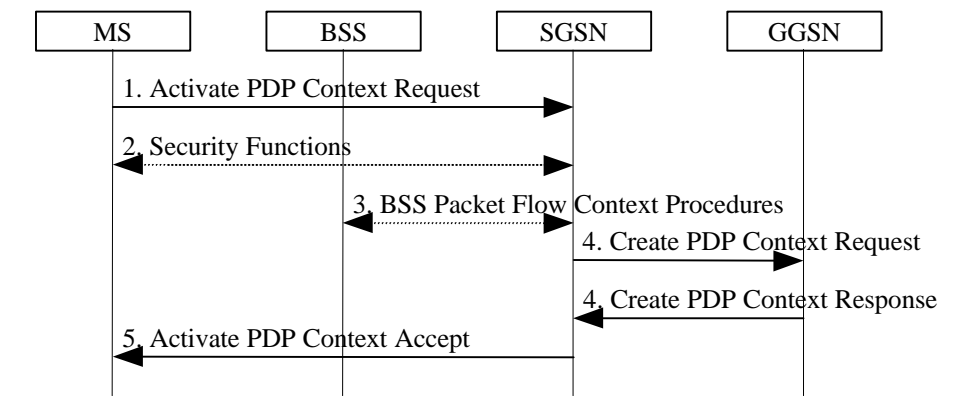 MS BSS SGSN GGSN
1. Activate PDP Context Request
2. Security Functions
3. BSS Packet Flow Context Procedures
4. Create PDP Context Request
4. Create PDP Context Response
5. Activate PDP Context Accept